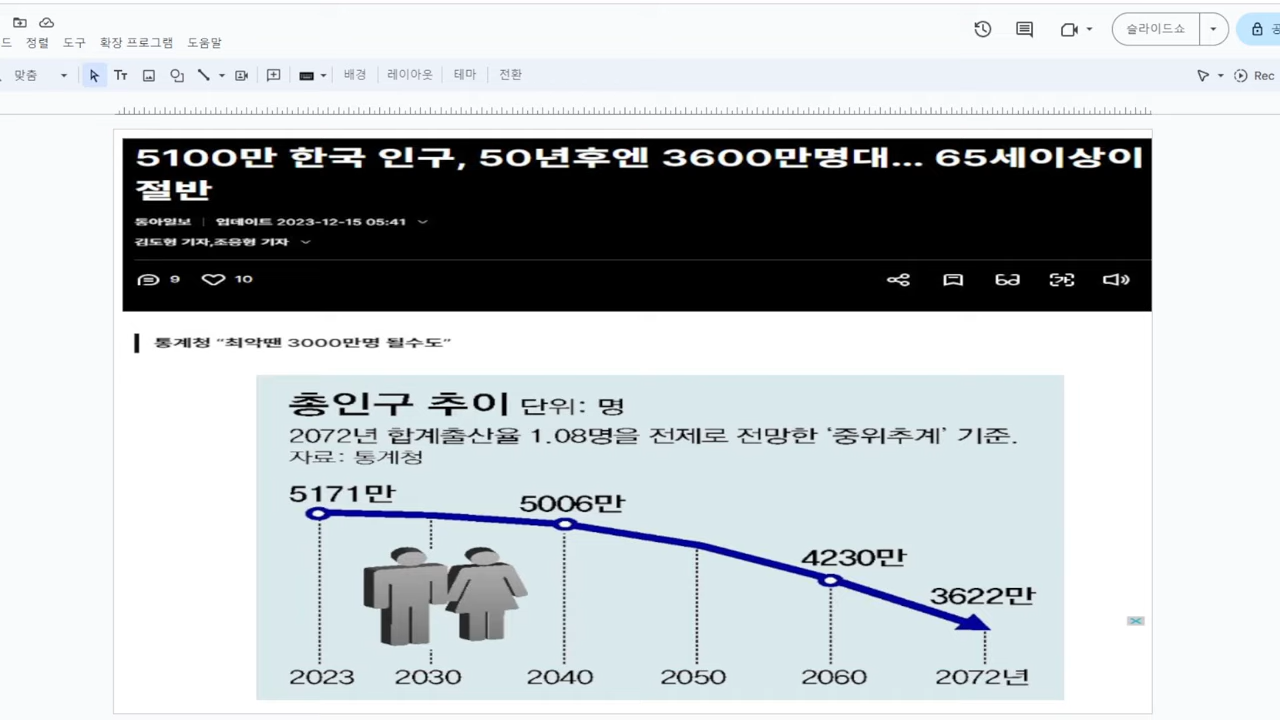 드 정렬 도구 확장 프로그램 도움말
슬라이드쇼
맞춤
배경 레이아웃 테마 전환
Rec
5100만 한국 인구, 50년후엔 3600만명대... 65세이상이
절반
동아일보 | 업데이트 2023-12-15 05:41
김도형 기자,조응형 기자
9 10
통계청 “최악땐 3000만명 될수도”
총인구 추이 단위: 명
2072년 합계출산율 1.08명을 전제로 전망한 ‘중위추계’ 기준.
자료: 통계청
5171만
5006만
4230만
3622만
2023 2030 2040 2050 2060 2072년